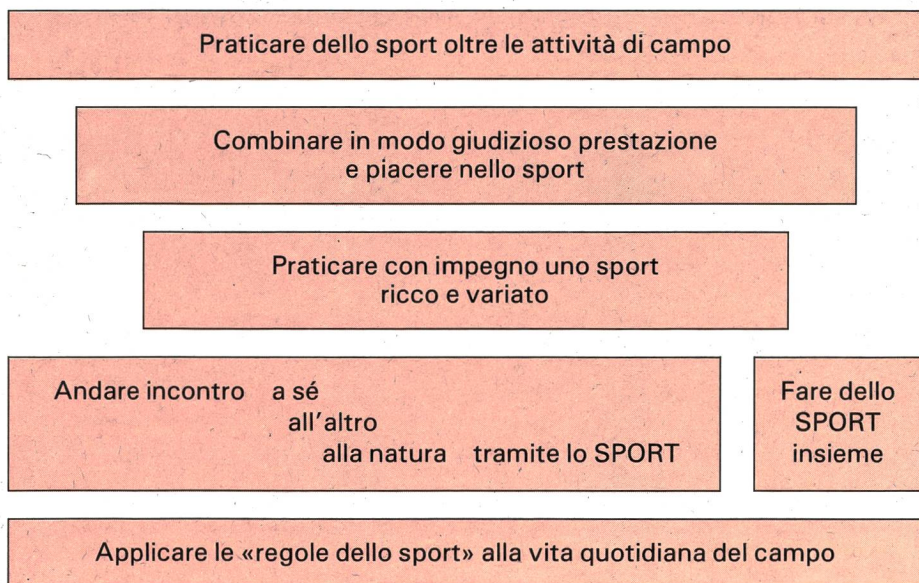 Praticare dello sport oltre le attività di campo
Combinare in modo giudizioso prestazione
e piacere nello sport
Praticare con impegno uno sport
ricco e variato
Andare incontro a sé
all'altro
alla natura tramite lo SPORT
Fare dello
SPORT
insieme
Applicare le «regole dello sport» alla vita quotidiana del campo